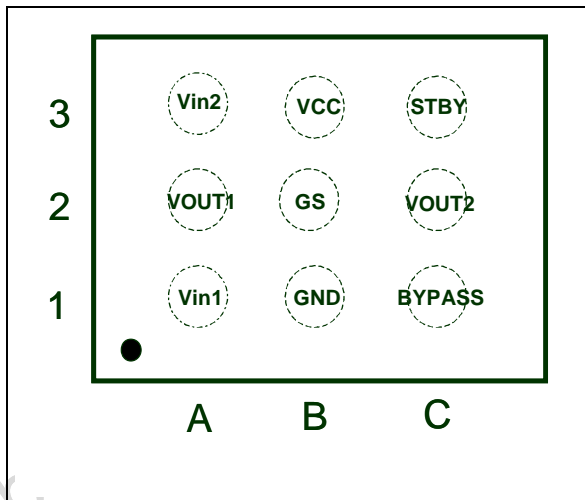 3 Vin2 VCC STBY
2 VOUT1 GS VOUT2
1 Vin1 GND BYPASS
A B C